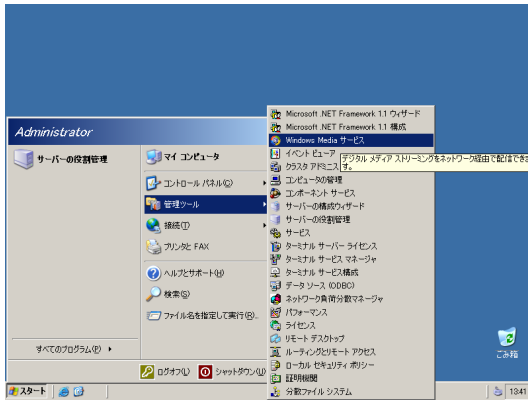 Administrator
サーバーの役割管理
すべてのプログラム(P)
マイ コンピュータ
コントロール パネル(C)
管理ツール
接続(T)
プリンタと FAX
ヘルプとサポート(H)
検索(S)
ファイル名を指定して実行(R)...
ログオフ(L)
シャットダウン(U)
Microsoft .NET Framework 1.1 ウィザード
Microsoft .NET Framework 1.1 構成
Windows Media サービス
イベント ビューア
クラスタ アドミニス
デジタル メディア ストリーミングをネットワーク経由で配信できま
す。
コンピュータの管理
コンポーネント サービス
サーバーの構成ウィザード
サーバーの役割管理
サービス
ターミナル サーバー ライセンス
ターミナル サービス マネージャ
ターミナル サービス構成
データ ソース (ODBC)
ネットワーク負荷分散マネージャ
パフォーマンス
ライセンス
リモート デスクトップ
ルーティングとリモート アクセス
ローカル セキュリティ ポリシー
証明機関
分散ファイル システム
ごみ箱
スタート
13:41